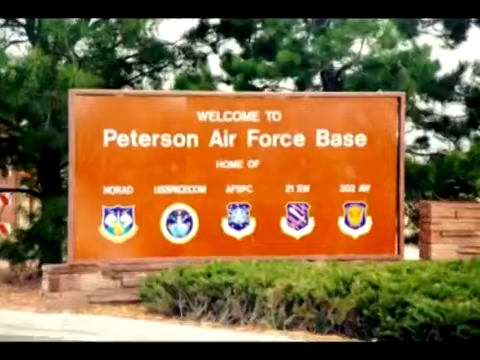 WELCOME TO
Peterson Air Force Base
HOME OF
NORAD USSPACECOM AFSPC 21 SW 302 AW